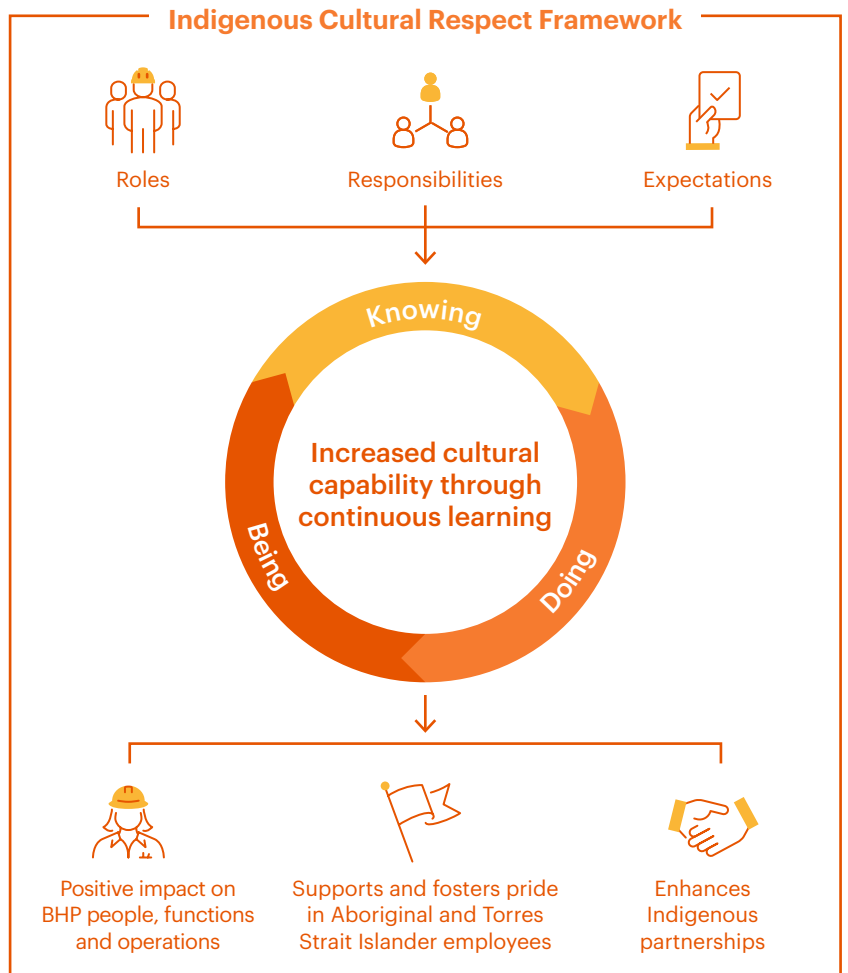 Indigenous Cultural Respect Framework
Roles
Responsibilities
Expectations
Knowing
Increased cultural
capability through
continuous learning
Being
Doing
Positive impact on
BHP people, functions
and operations
Supports and fosters pride
in Aboriginal and Torres
Strait Islander employees
Enhances
Indigenous
partnerships